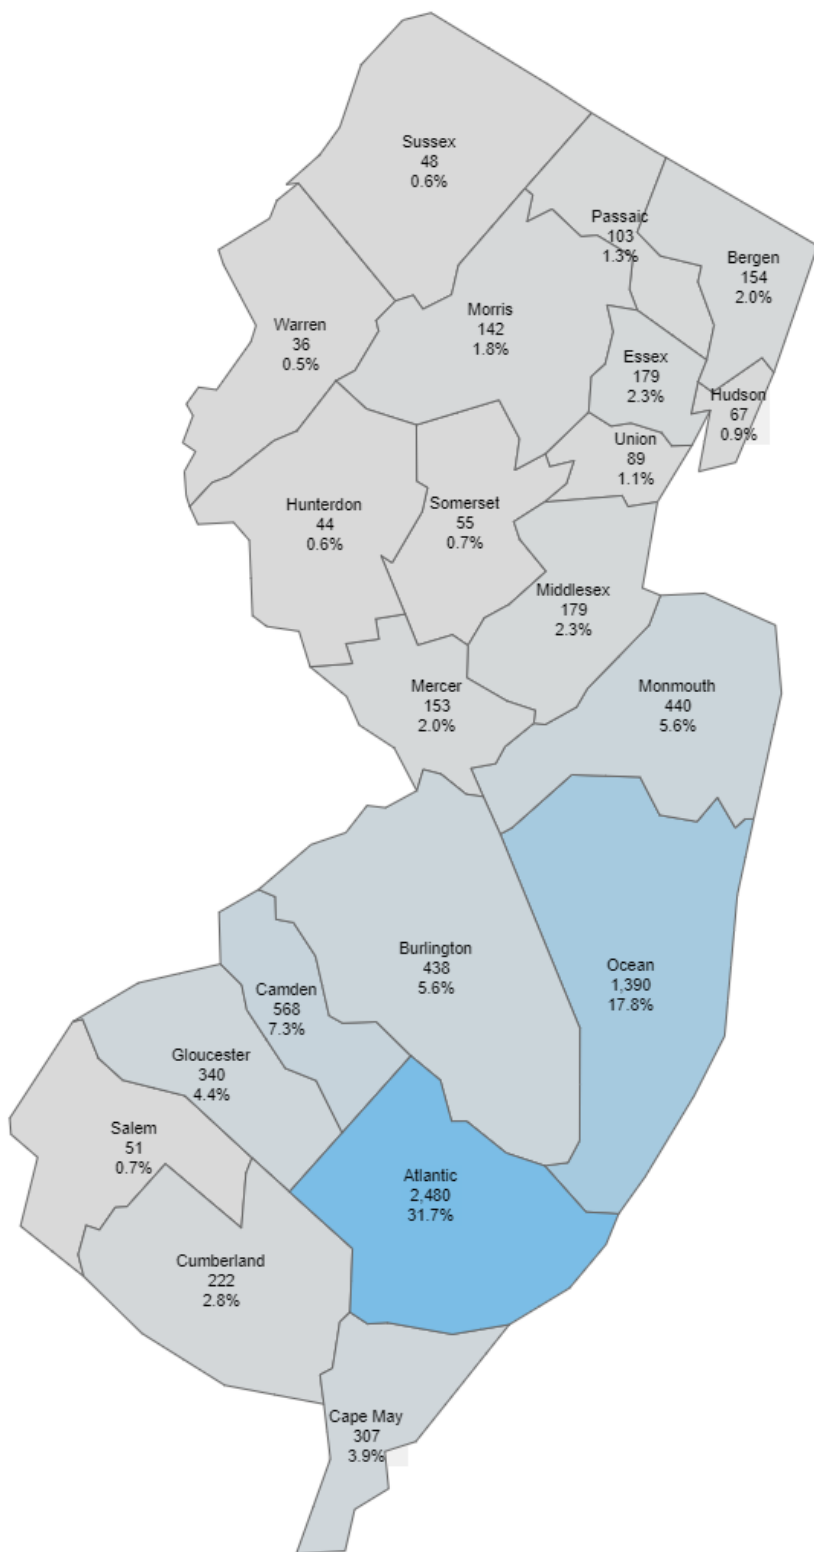 Sussex
48
0.6%
Passaic
103
1.3%
Bergen
154
2.0%
Warren
36
0.5%
Morris
142
1.8%
Essex
179
2.3%
Hudson
67
0.9%
Union
89
1.1%
Hunterdon
44
0.6%
Somerset
55
0.7%
Middlesex
179
2.3%
Mercer
153
2.0%
Monmouth
440
5.6%
Burlington
438
5.6%
Ocean
1,390
17.8%
Camden
568
7.3%
Gloucester
340
4.4%
Salem
51
0.7%
Atlantic
2,480
31.7%
Cumberland
222
2.8%
Cape May
307
3.9%